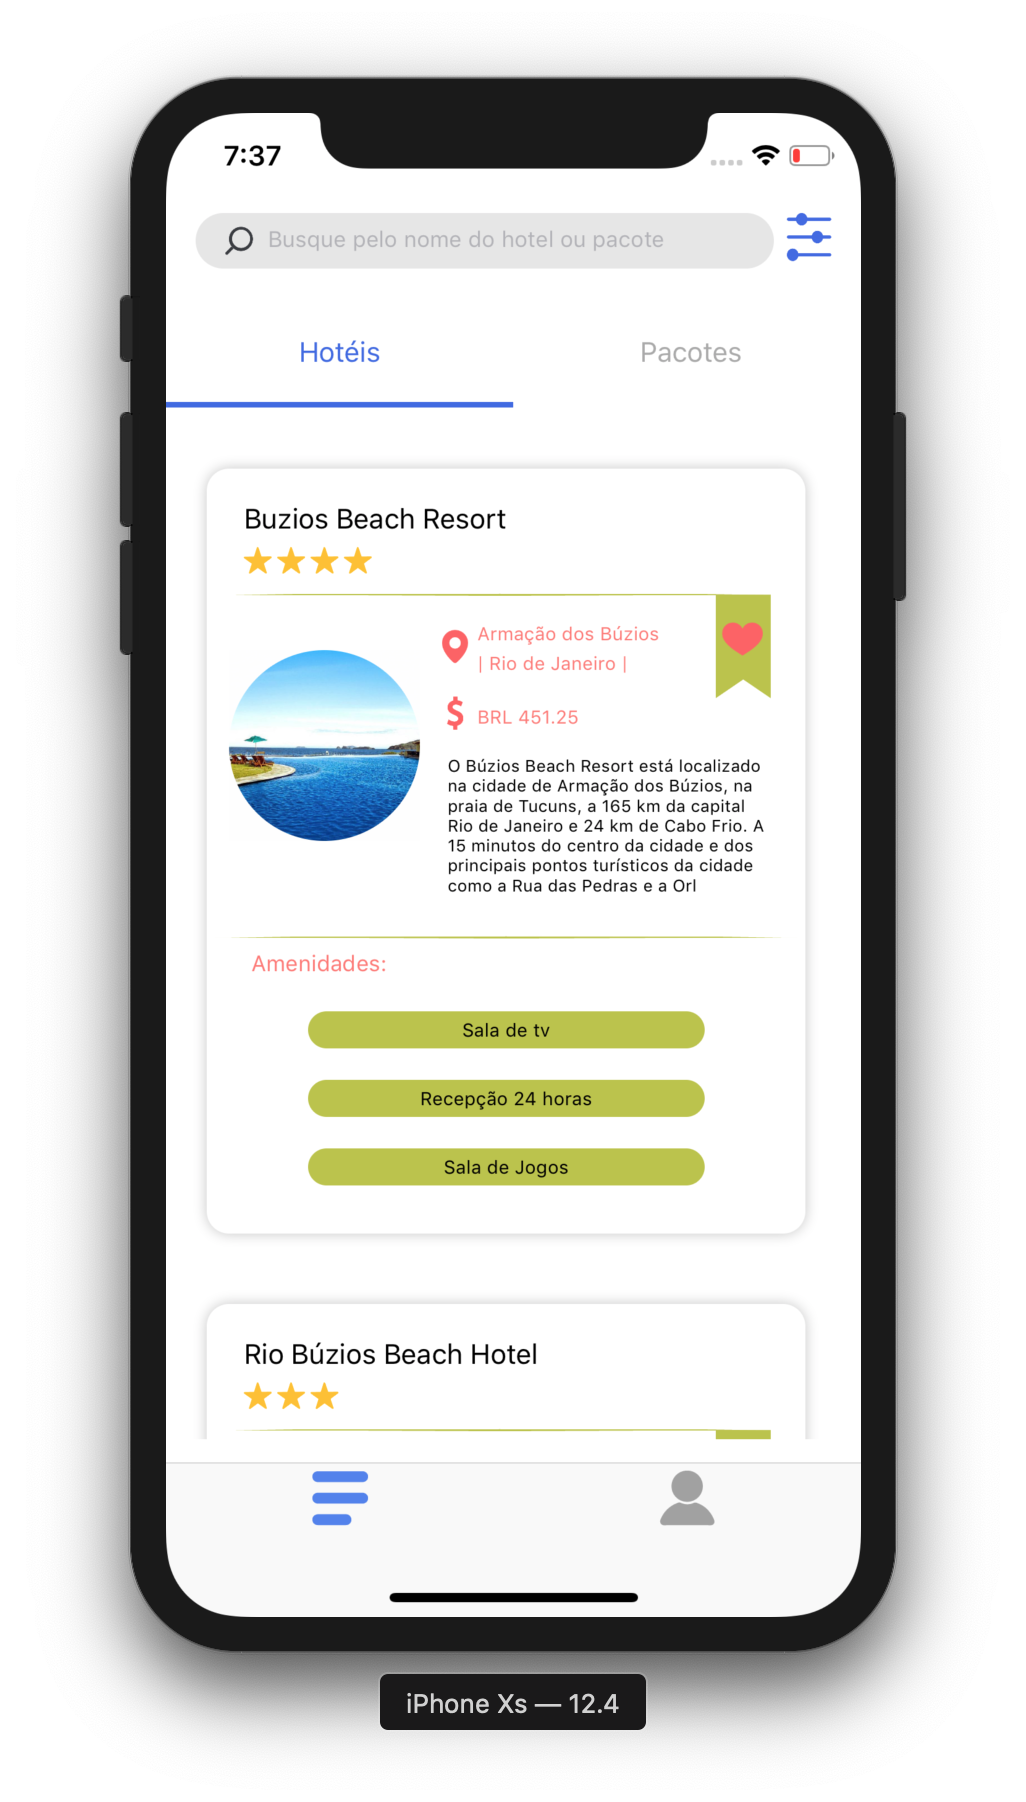 7:37
Busque pelo nome do hotel ou pacote
Hotéis
Pacotes
Buzios Beach Resort
Armação dos Búzios
| Rio de Janeiro |
$ BRL 451.25
O Búzios Beach Resort está localizado
na cidade de Armação dos Búzios, na
praia de Tucuns, a 165 km da capital
Rio de Janeiro e 24 km de Cabo Frio. A
15 minutos do centro da cidade e dos
principais pontos turísticos da cidade
como a Rua das Pedras e a Orl
Amenidades:
Sala de tv
Recepção 24 horas
Sala de Jogos
Rio Búzios Beach Hotel
iPhone Xs — 12.4